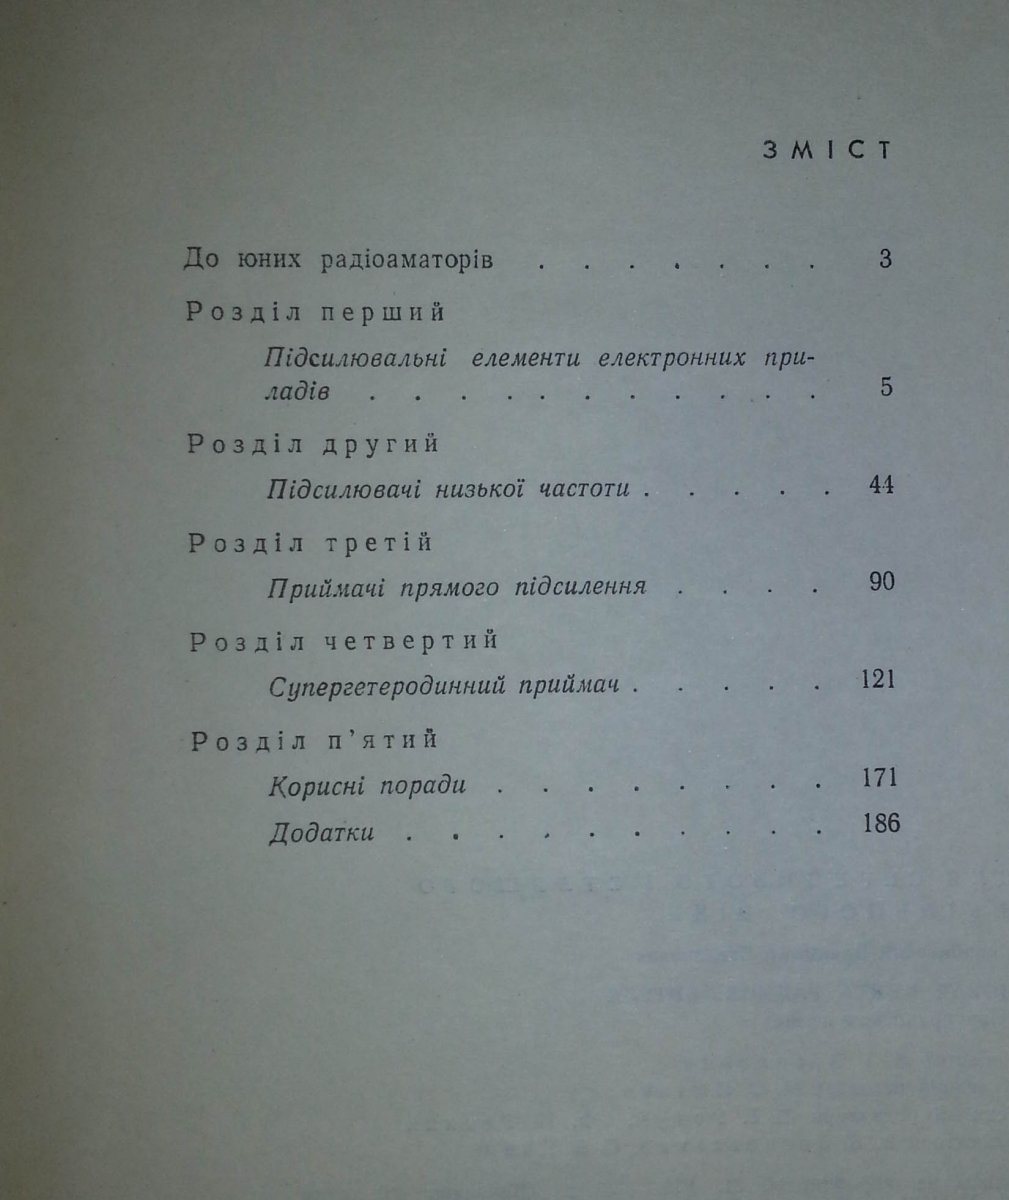 ЗМІСТ
До юних радіоаматорів . . . . . . . 3
Розділ перший
Підсилювальні елементи електронних при-
ладів . . . . . . . . . . . 5
Розділ другий
Підсилювачі низької частоти . . . . . 44
Розділ третій
Приймачі прямого підсилення . . . . 90
Розділ четвертий
Супергетеродинний приймач . . . . . 121
Розділ п'ятий
Корисні поради . . . . . . . . 171
Додатки . . . . . . . . . . 186